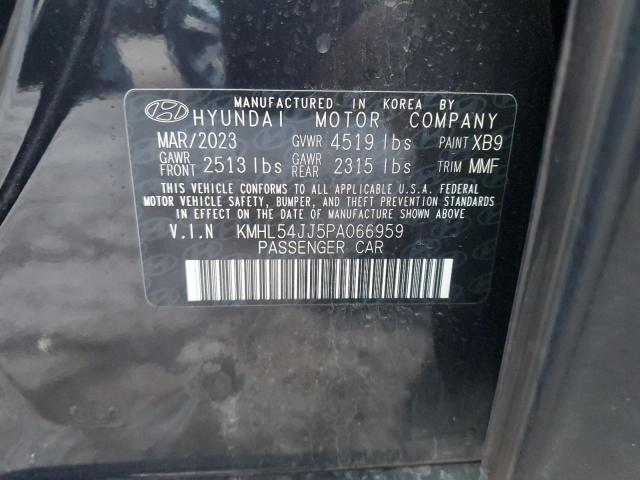 MANUFACTURED IN KOREA BY
HYUNDAI MOTOR COMPANY
MAR/2023 GVWR 4519 lbs PAINT XB9
GAWR FRONT 2513 lbs GAWR REAR 2315 lbs TRIM MMF
THIS VEHICLE CONFORMS TO ALL APPLICABLE U.S.A. FEDERAL
MOTOR VEHICLE SAFETY, BUMPER, AND THEFT PREVENTION STANDARDS
IN EFFECT ON THE DATE OF MANUFACTURE SHOWN ABOVE.
V.I.N KMHL54JJ5PA066959
PASSENGER CAR